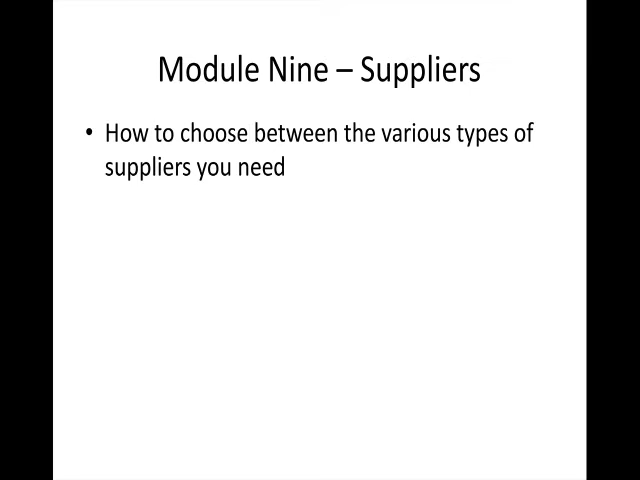 Module Nine – Suppliers
• How to choose between the various types of
suppliers you need